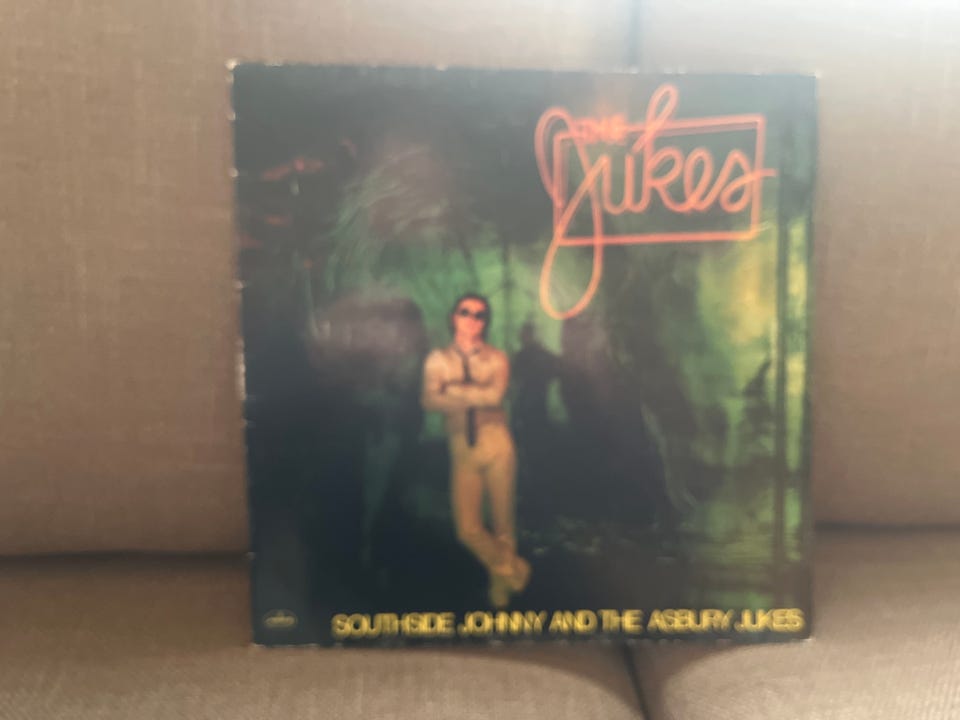 THE
Jukes
SOUTHSIDE JOHNNY AND THE ASBURY JUKES